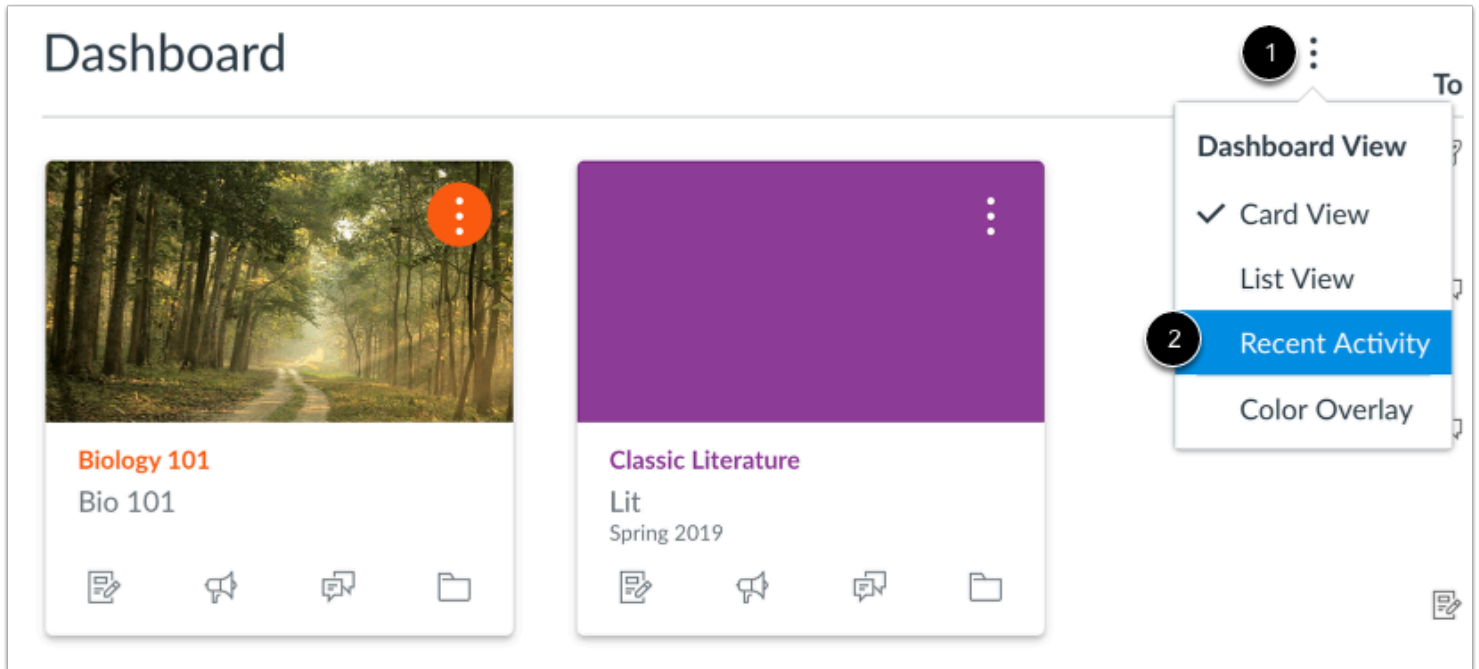 Dashboard
1
To
Dashboard View
Card View
List View
2
Recent Activity
Color Overlay
Biology 101
Bio 101
Classic Literature
Lit
Spring 2019